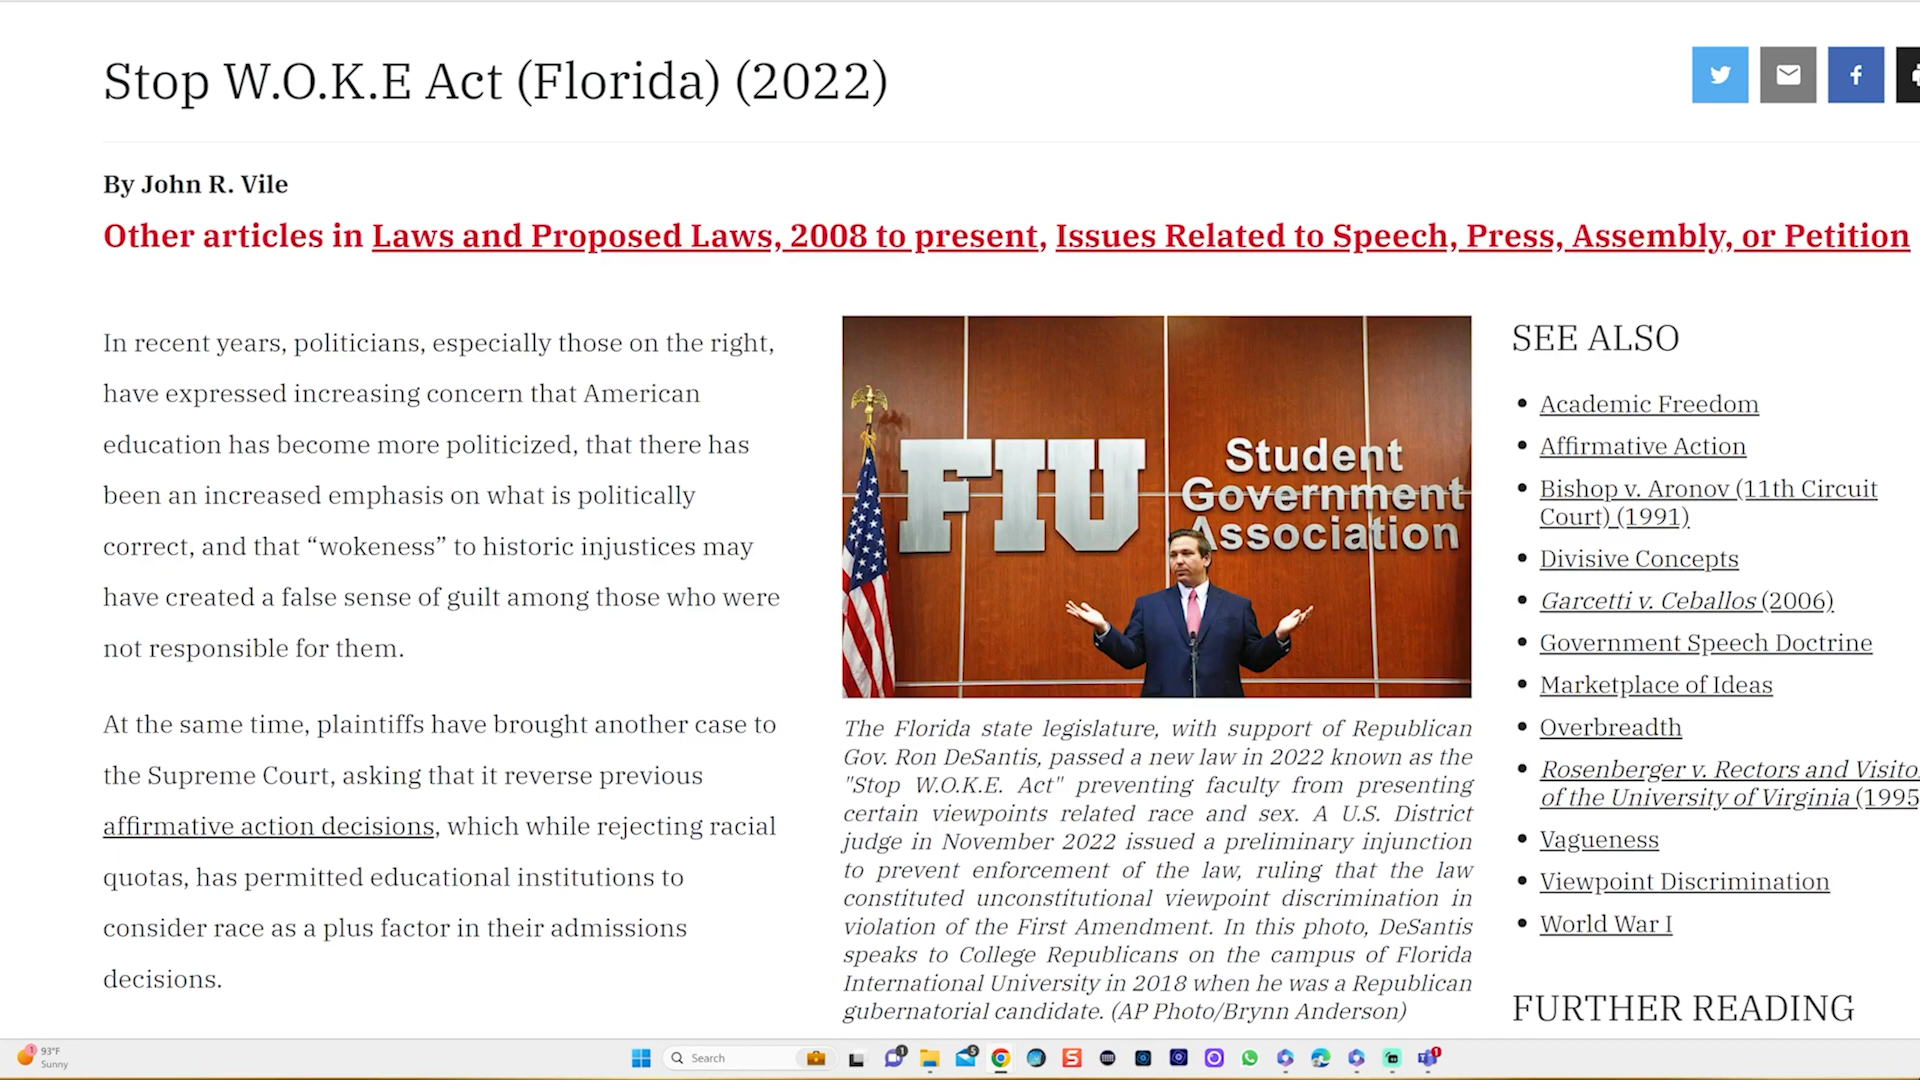 Stop W.O.K.E Act (Florida) (2022)
By John R. Vile
Other articles in Laws and Proposed Laws, 2008 to present, Issues Related to Speech, Press, Assembly, or Petition
In recent years, politicians, especially those on the right,
have expressed increasing concern that American
education has become more politicized, that there has
been an increased emphasis on what is politically
correct, and that “wokeness” to historic injustices may
have created a false sense of guilt among those who were
not responsible for them.
At the same time, plaintiffs have brought another case to
the Supreme Court, asking that it reverse previous
affirmative action decisions, which while rejecting racial
quotas, has permitted educational institutions to
consider race as a plus factor in their admissions
decisions.
FIU
Student
Government
Association
The Florida state legislature, with support of Republican
Gov. Ron DeSantis, passed a new law in 2022 known as the
"Stop W.O.K.E. Act" preventing faculty from presenting
certain viewpoints related race and sex. A U.S. District
judge in November 2022 issued a preliminary injunction
to prevent enforcement of the law, ruling that the law
constituted unconstitutional viewpoint discrimination in
violation of the First Amendment. In this photo, DeSantis
speaks to College Republicans on the campus of Florida
International University in 2018 when he was a Republican
gubernatorial candidate. (AP Photo/Brynn Anderson)
SEE ALSO
Academic Freedom
Affirmative Action
Bishop v. Aronov (11th Circuit
Court) (1991)
Divisive Concepts
Garcetti v. Ceballos (2006)
Government Speech Doctrine
Marketplace of Ideas
Overbreadth
Rosenberger v. Rectors and Visito
of the University of Virginia (1995
Vagueness
Viewpoint Discrimination
World War I
FURTHER READING
1
93°F
Sunny
Search
1
5
1